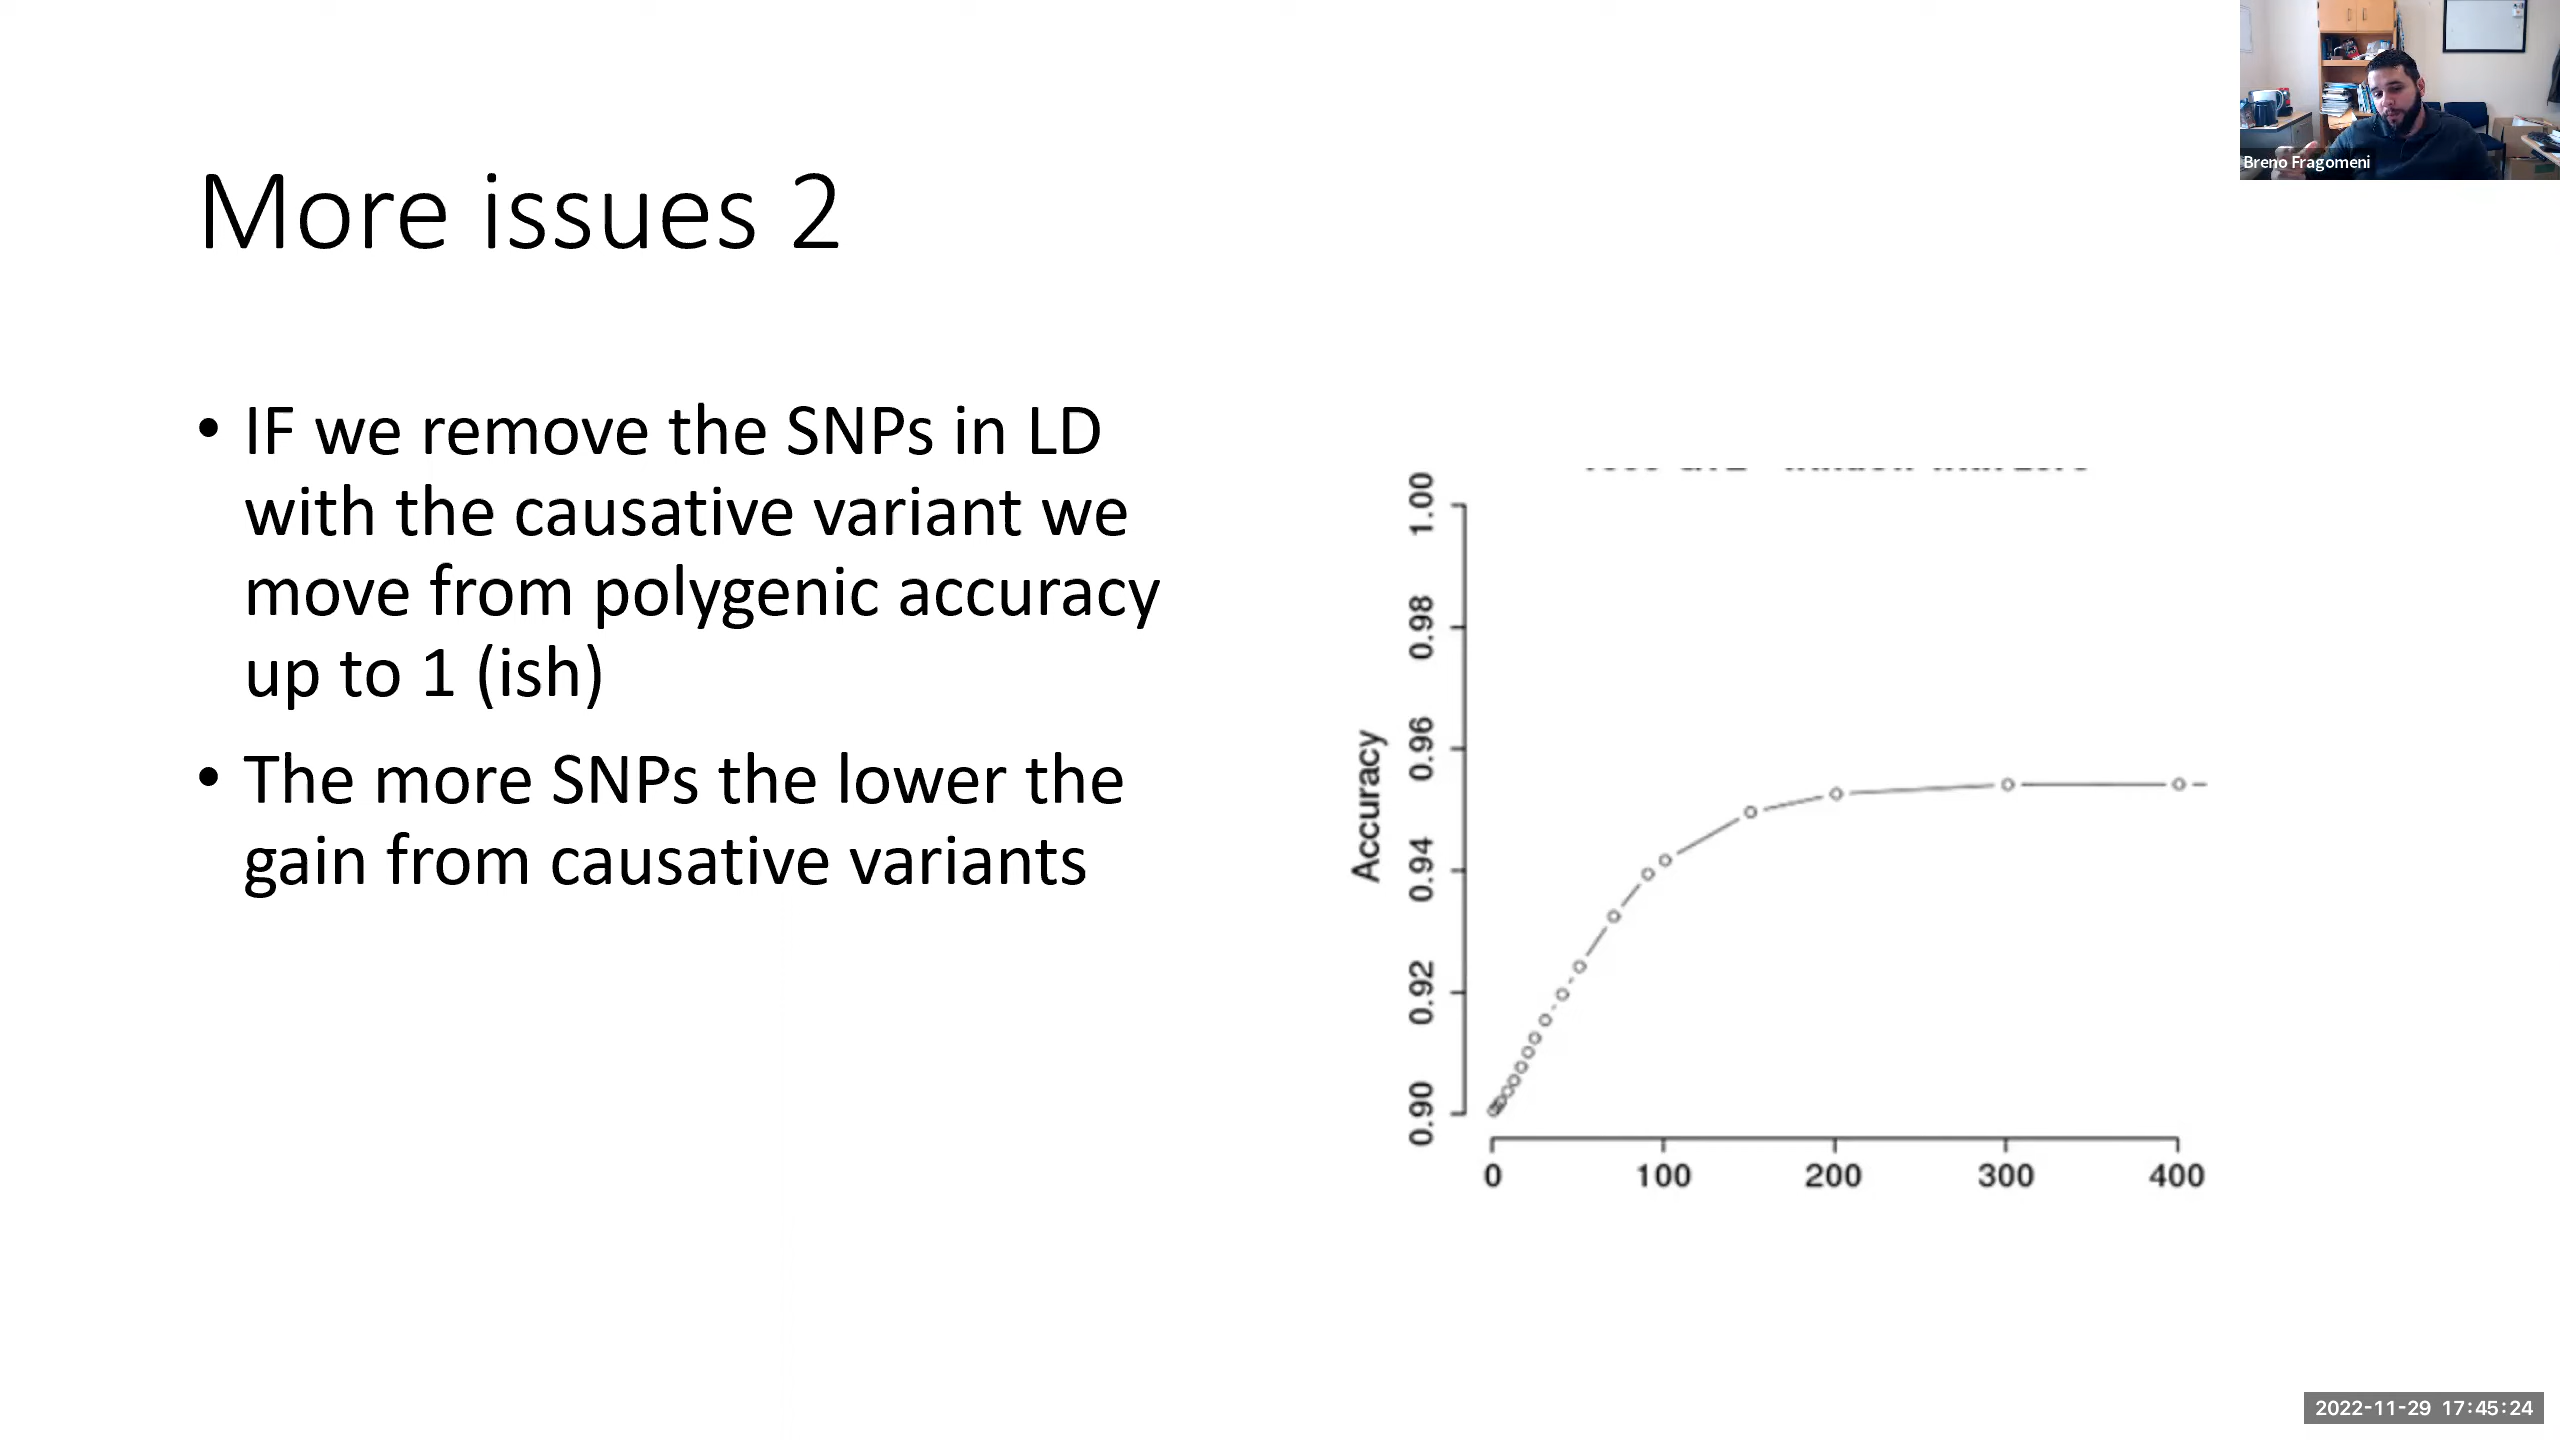 Breno Fragomeni
More issues 2
• IF we remove the SNPs in LD
with the causative variant we
move from polygenic accuracy
up to 1 (ish)
• The more SNPs the lower the
gain from causative variants
Accuracy
1.00
0.98
0.96
0.94
0.92
0.90
0 100 200 300 400
2022-11-29 17:45:24